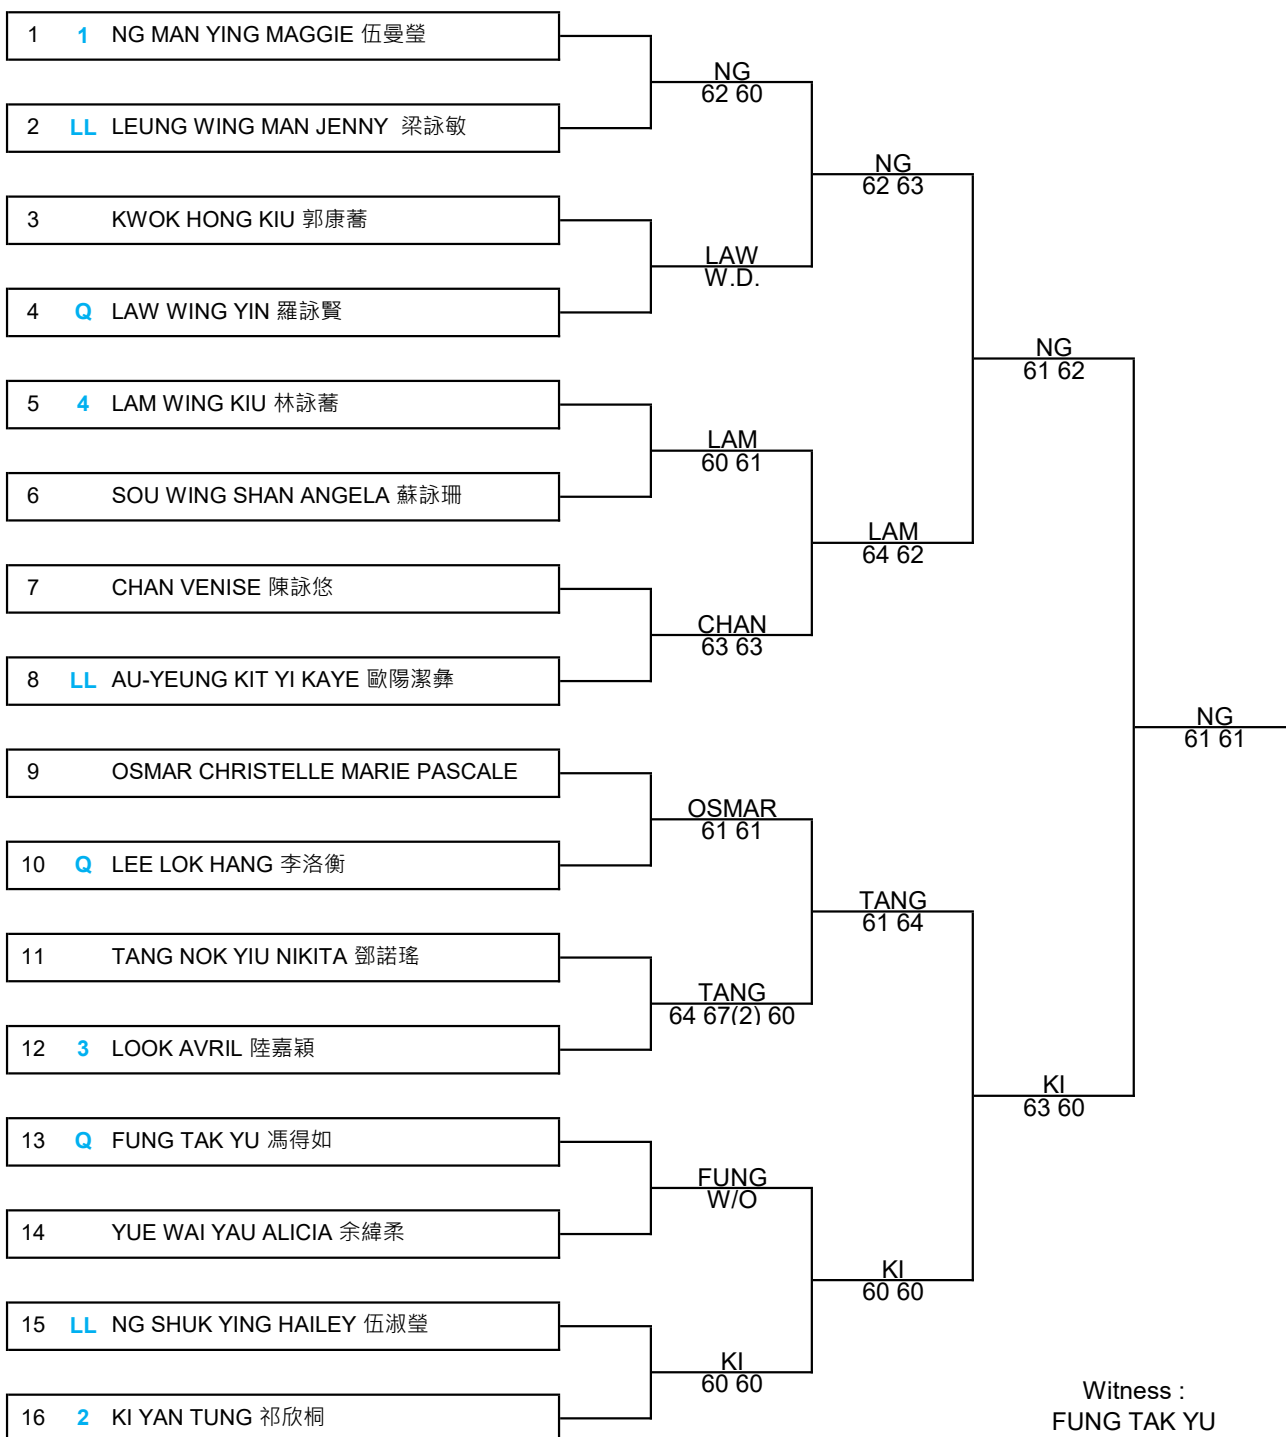 1 1 NG MAN YING MAGGIE 伍曼瑩
NG
62 60
2 LL LEUNG WING MAN JENNY 梁詠敏
NG
62 63
3 KWOK HONG KIU 郭康蕎
LAW
W.D.
4 Q LAW WING YIN 羅詠賢
NG
61 62
5 4 LAM WING KIU 林詠蕎
LAM
60 61
6 SOU WING SHAN ANGELA 蘇詠珊
LAM
64 62
7 CHAN VENISE 陳詠悠
CHAN
63 63
8 LL AU-YEUNG KIT YI KAYE 歐陽潔彝
NG
61 61
9 OSMAR CHRISTELLE MARIE PASCALE
OSMAR
61 61
10 Q LEE LOK HANG 李洛衡
TANG
61 64
11 TANG NOK YIU NIKITA 鄧諾瑤
TANG
64 67(2) 60
12 3 LOOK AVRIL 陸嘉穎
KI
63 60
13 Q FUNG TAK YU 馮得如
FUNG
W/O
14 YUE WAI YAU ALICIA 余緯柔
KI
60 60
15 LL NG SHUK YING HAILEY 伍淑瑩
KI
60 60
16 2 KI YAN TUNG 祁欣桐
Witness :
FUNG TAK YU